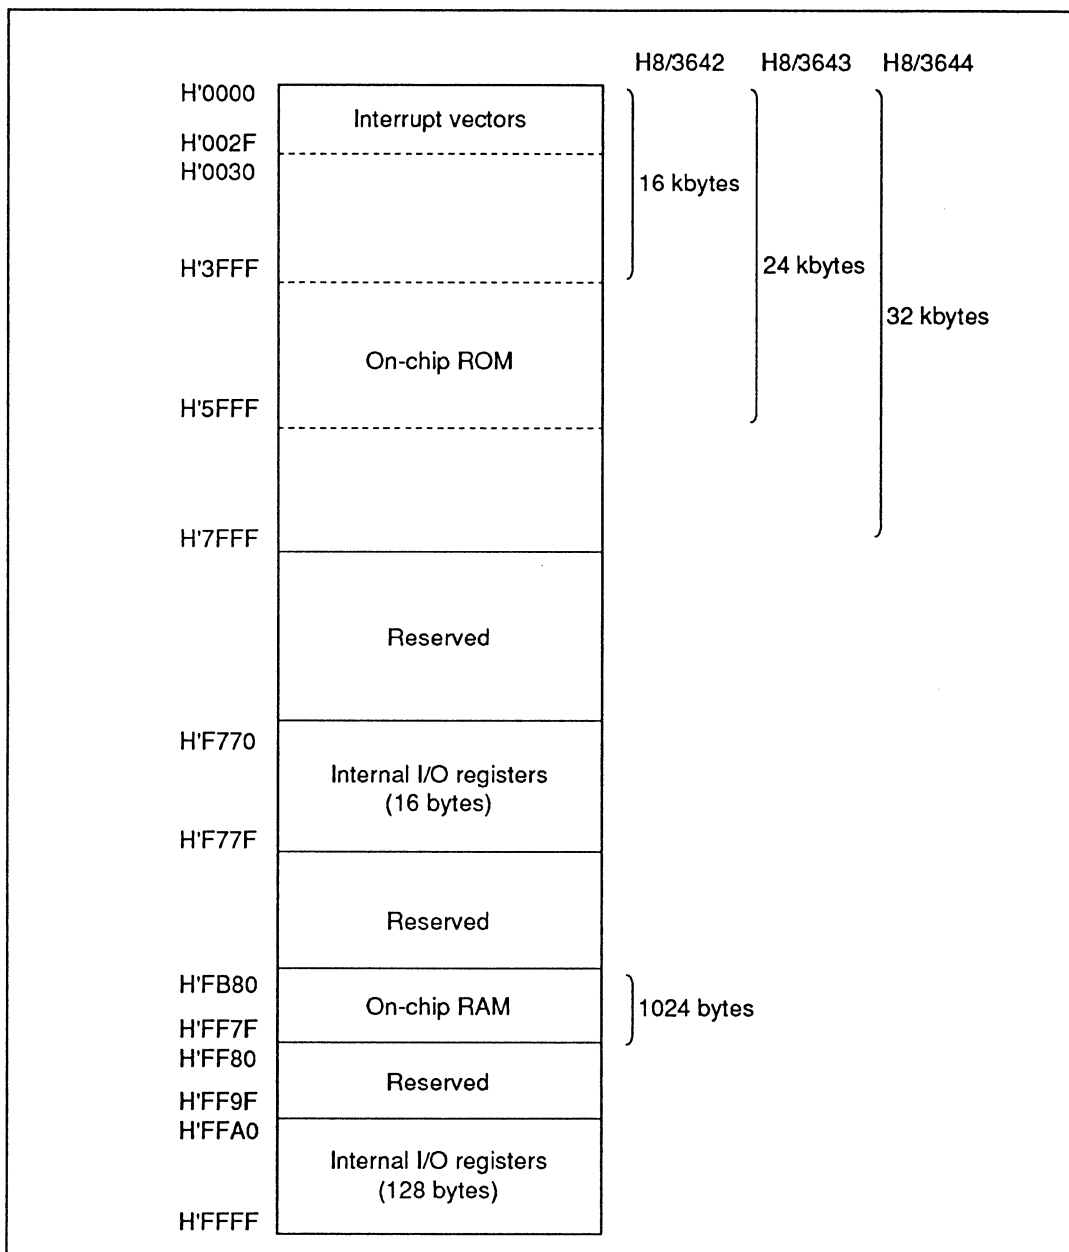 H8/3642 H8/3643 H8/3644
H'0000
Interrupt vectors
H'002F
H'0030
16 kbytes
H'3FFF
24 kbytes
32 kbytes
On-chip ROM
H'5FFF
H'7FFF
Reserved
H'F770
Internal I/O registers
(16 bytes)
H'F77F
Reserved
H'FB80
On-chip RAM
1024 bytes
H'FF7F
H'FF80
Reserved
H'FF9F
H'FFA0
Internal I/O registers
(128 bytes)
H'FFFF